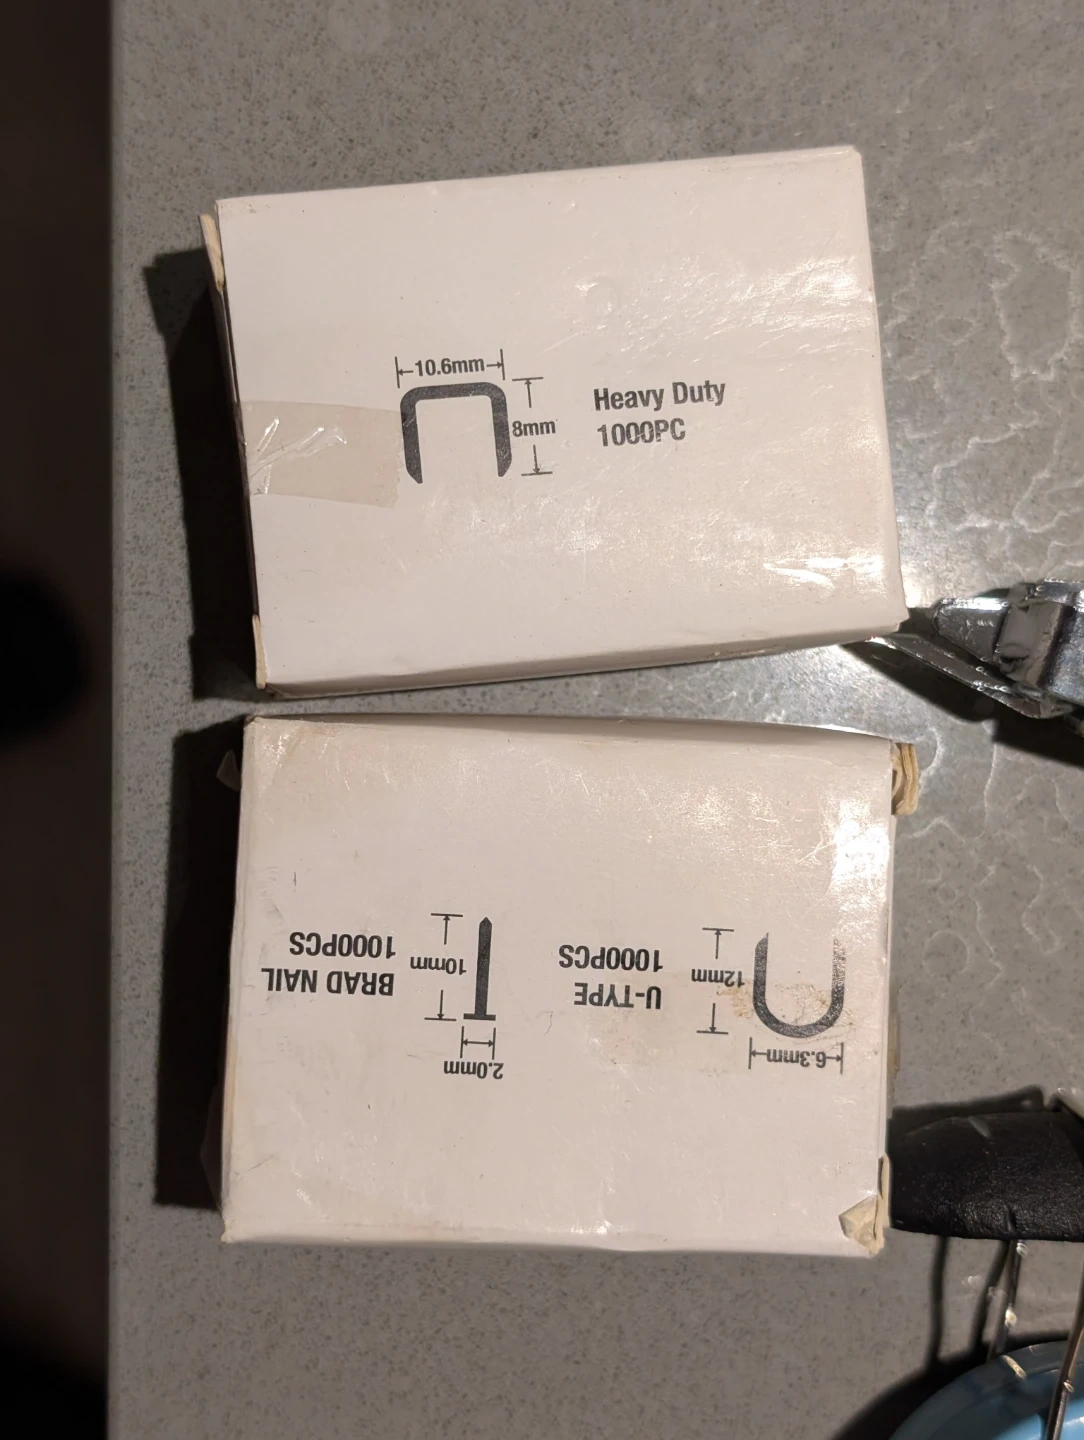 10.6mm
8mm
Heavy Duty
1000PC
6.3mm
12mm
U-TYPE
1000PCS
2.0mm
10mm
BRAD NAIL
1000PCS